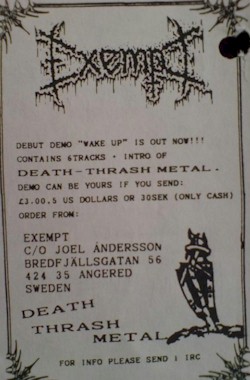 Exempt
DEBUT DEMO "WAKE UP" IS OUT NOW!!!
CONTAINS 6TRACKS + INTRO OF
DEATH-THRASH METAL.
DEMO CAN BE YOURS IF YOU SEND:
£3.00.5 US DOLLARS OR 30SEK (ONLY CASH)
ORDER FROM:
EXEMPT
C/O JOEL ANDERSSON
BREDFJÄLLSGATAN 56
424 35 ANGERED
SWEDEN
DEATH
THRASH
METAL
FOR INFO PLEASE SEND 1 IRC